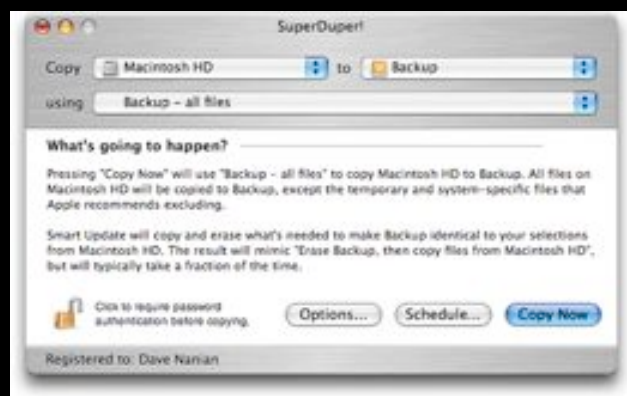 SuperDuper!
Copy Macintosh HD to Backup
using Backup - all files
What's going to happen?
Pressing "Copy Now" will use "Backup - all files" to copy Macintosh HD to Backup. All files on
Macintosh HD will be copied to Backup, except the temporary and system-specific files that
Apple recommends excluding.
Smart Update will copy and erase what's needed to make Backup identical to your selections
from Macintosh HD. The result will mimic "Erase Backup, then copy files from Macintosh HD",
but will typically take a fraction of the time.
Click to require password
authentication before copying.
Options... Schedule... Copy Now
Registered to: Dave Nanian